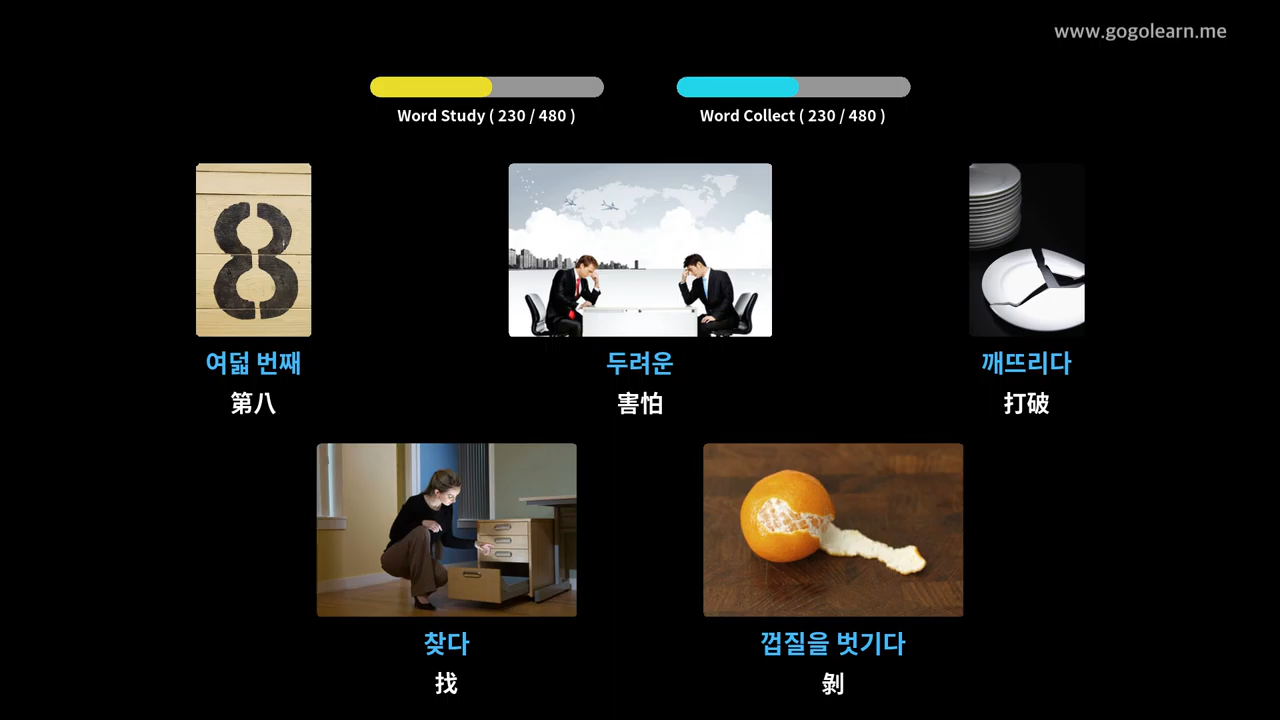 www.gogolearn.me
Word Study ( 230 / 480 )
Word Collect ( 230 / 480 )
8
여덟 번째
第八
두려운
害怕
깨뜨리다
打破
찾다
找
껍질을 벗기다
剝